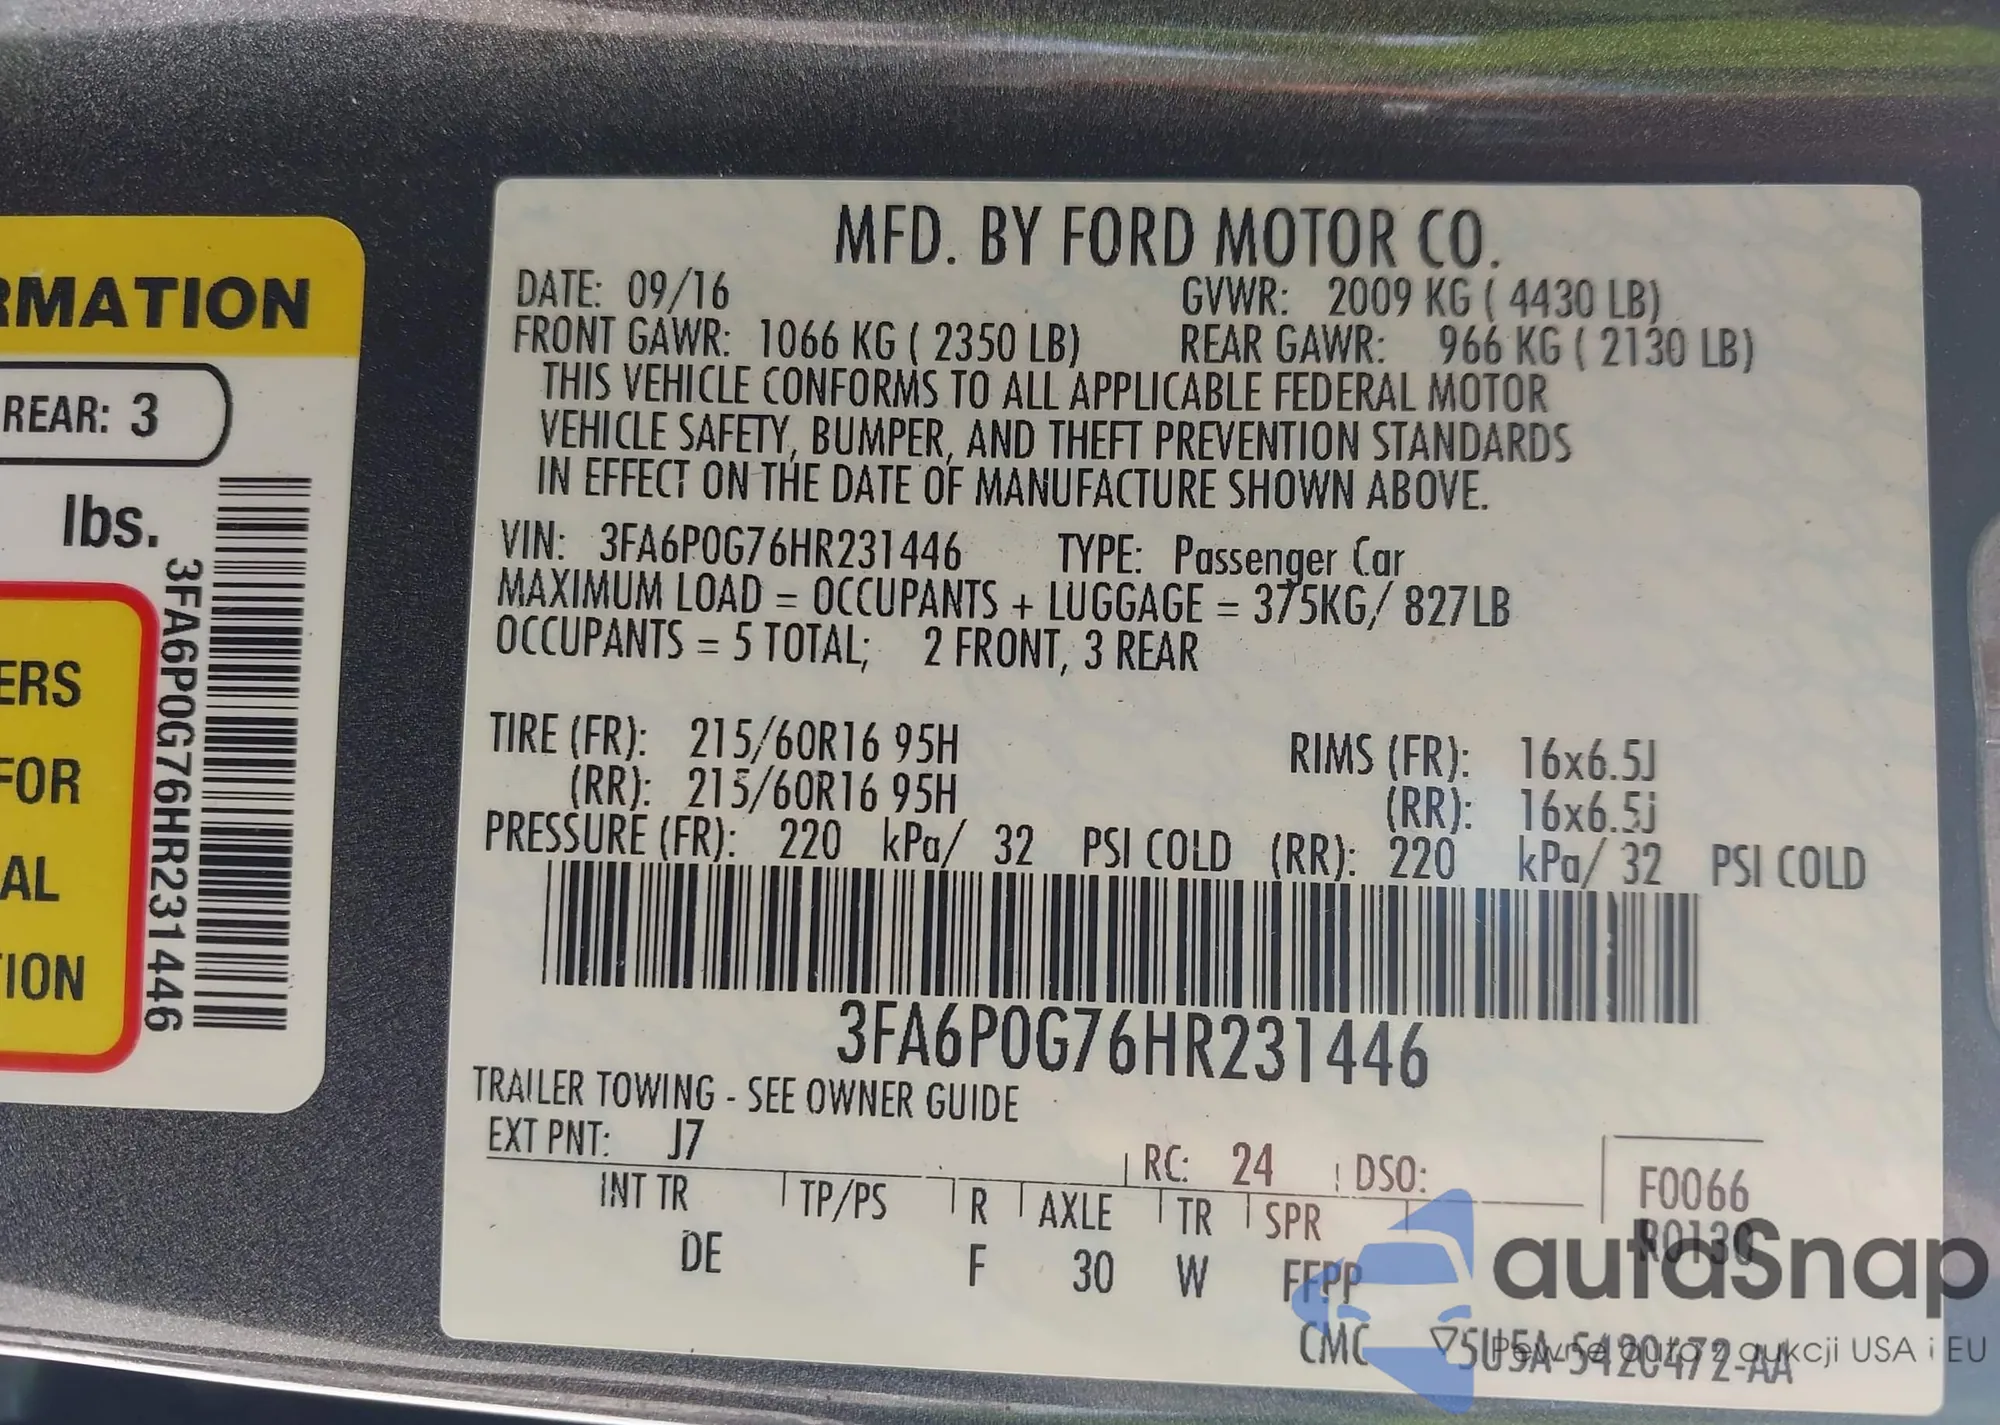 RMATION
REAR: 3
lbs.
3FA6P0G76HR231446
ERS
FOR
AL
TION
MFD. BY FORD MOTOR CO.
DATE: 09/16 GVWR: 2009 KG ( 4430 LB)
FRONT GAWR: 1066 KG ( 2350 LB) REAR GAWR: 966 KG ( 2130 LB)
THIS VEHICLE CONFORMS TO ALL APPLICABLE FEDERAL MOTOR
VEHICLE SAFETY, BUMPER, AND THEFT PREVENTION STANDARDS
IN EFFECT ON THE DATE OF MANUFACTURE SHOWN ABOVE.
VIN: 3FA6P0G76HR231446 TYPE: Passenger Car
MAXIMUM LOAD = OCCUPANTS + LUGGAGE = 375KG/ 827LB
OCCUPANTS = 5 TOTAL; 2 FRONT, 3 REAR
TIRE (FR): 215/60R16 95H RIMS (FR): 16x6.5J
(RR): 215/60R16 95H (RR): 16x6.5j
PRESSURE (FR): 220 kPa/ 32 PSI COLD (RR): 220 kPa/ 32 PSI COLD
3FA6P0G76HR231446
TRAILER TOWING - SEE OWNER GUIDE
EXT PNT: J7 RC: 24 DSO:
INT TR TP/PS R AXLE TR SPR
DE F 30 W FFPP
F0066
R0130
CMC ▽5U5A-5420472-AA
autaSnap
Pewne auta z aukcji USA i EU